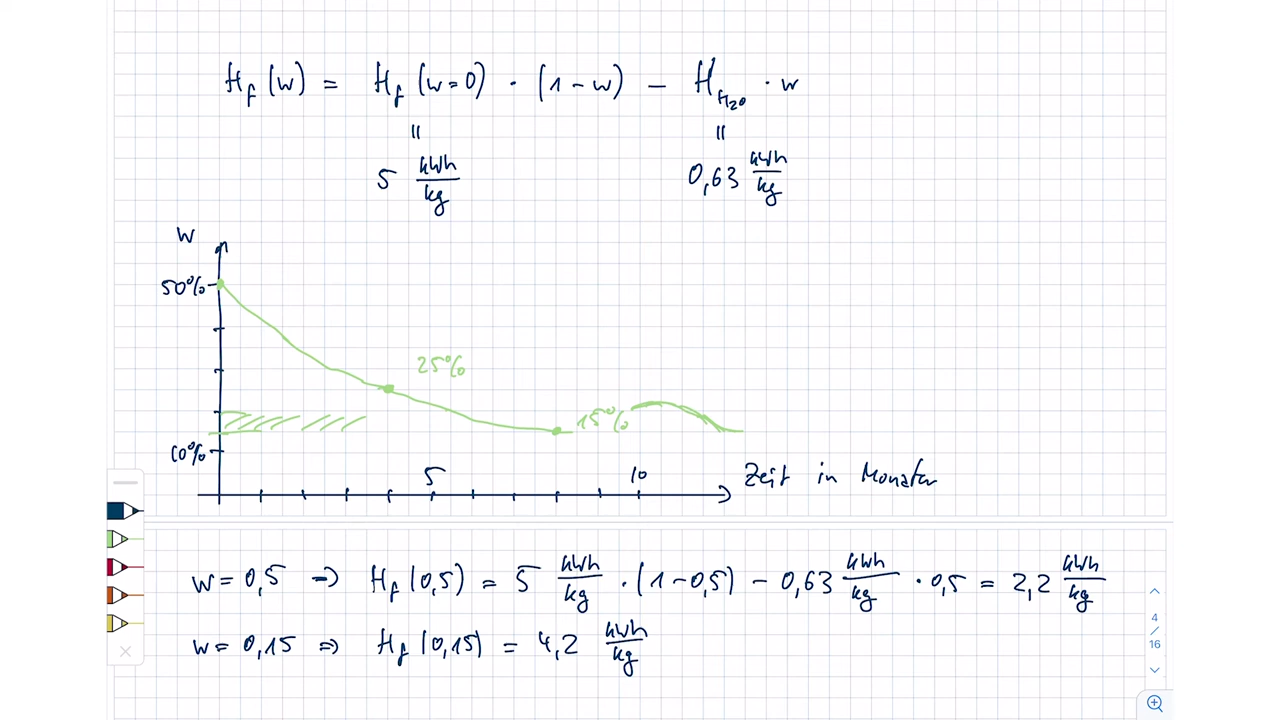 H_f (w) = H_f (w=0) · (1-w) - H_H2O · w
" "
5 kWh/kg 0,63 kWh/kg
w
50%
25%
15%
10%
5 10 Zeit in Monaten
w = 0,5 → H_f (0,5) = 5 kWh/kg · (1-0,5) - 0,63 kWh/kg · 0,5 = 2,2 kWh/kg
w = 0,15 ⇒ H_f (0,15) = 4,2 kWh/kg
4
/
16